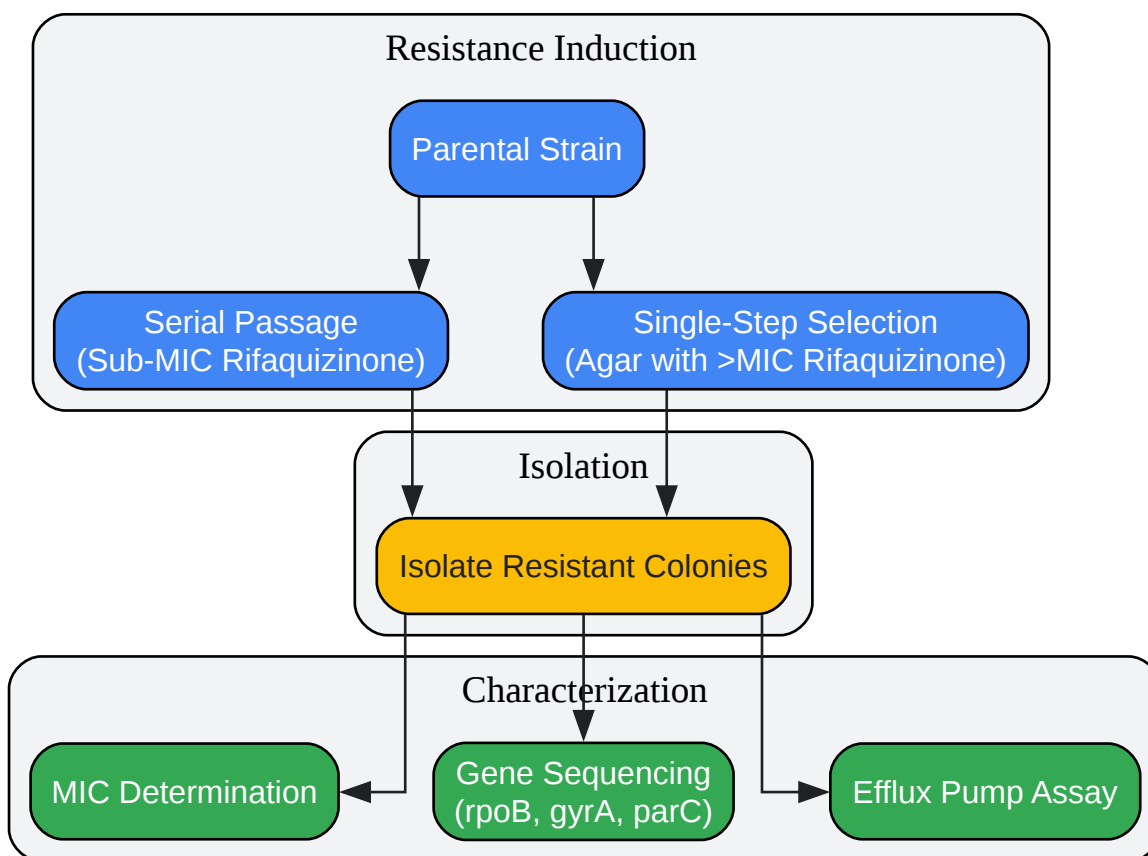 Resistance Induction
Parental Strain
Serial Passage
(Sub-MIC Rifaquizinone)
Single-Step Selection
(Agar with >MIC Rifaquizinone)
Isolation
Isolate Resistant Colonies
Characterization
MIC Determination
Gene Sequencing
(rpoB, gyrA, parC)
Efflux Pump Assay